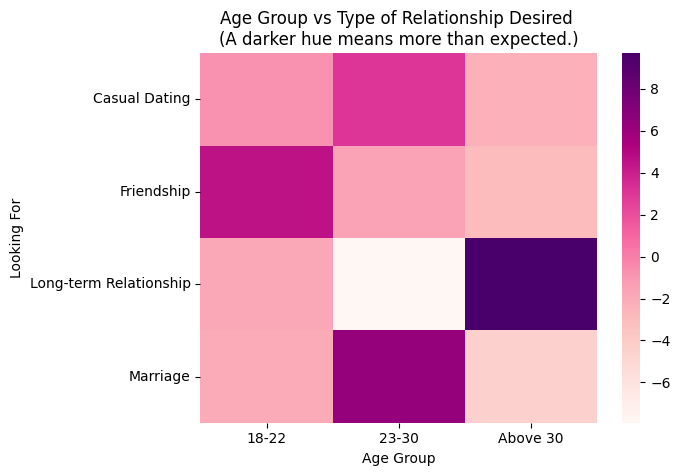 Age Group vs Type of Relationship Desired
(A darker hue means more than expected.)
Looking For
Casual Dating
Friendship
Long-term Relationship
Marriage
18-22
23-30
Above 30
Age Group
8
6
4
2
0
−2
−4
−6